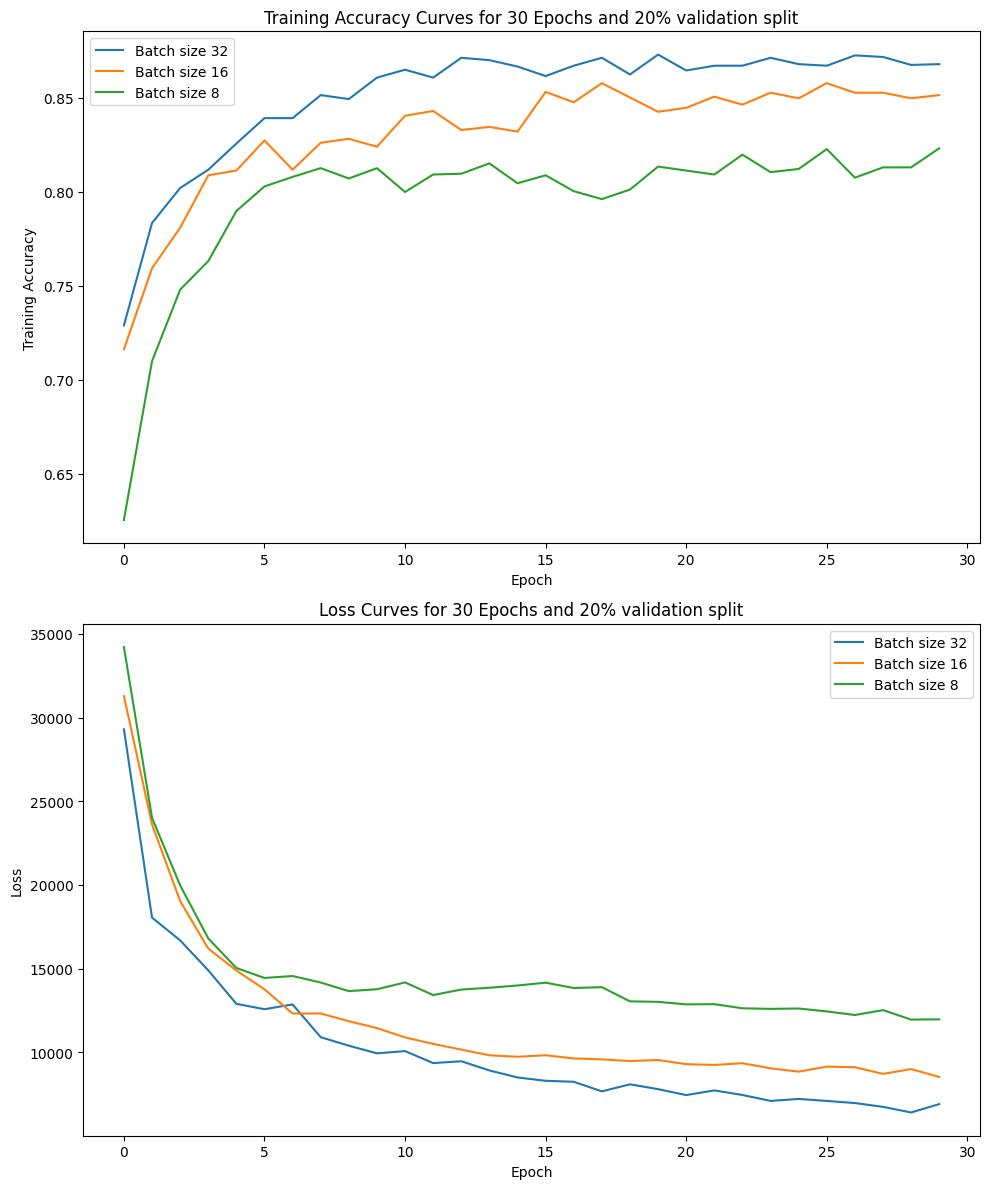 Training Accuracy Curves for 30 Epochs and 20% validation split
Batch size 32
Batch size 16
Batch size 8
0.85
0.80
0.75
0.70
0.65
Training Accuracy
0 5 10 15 20 25 30
Epoch
Loss Curves for 30 Epochs and 20% validation split
Batch size 32
Batch size 16
Batch size 8
35000
30000
25000
20000
15000
10000
Loss
0 5 10 15 20 25 30
Epoch